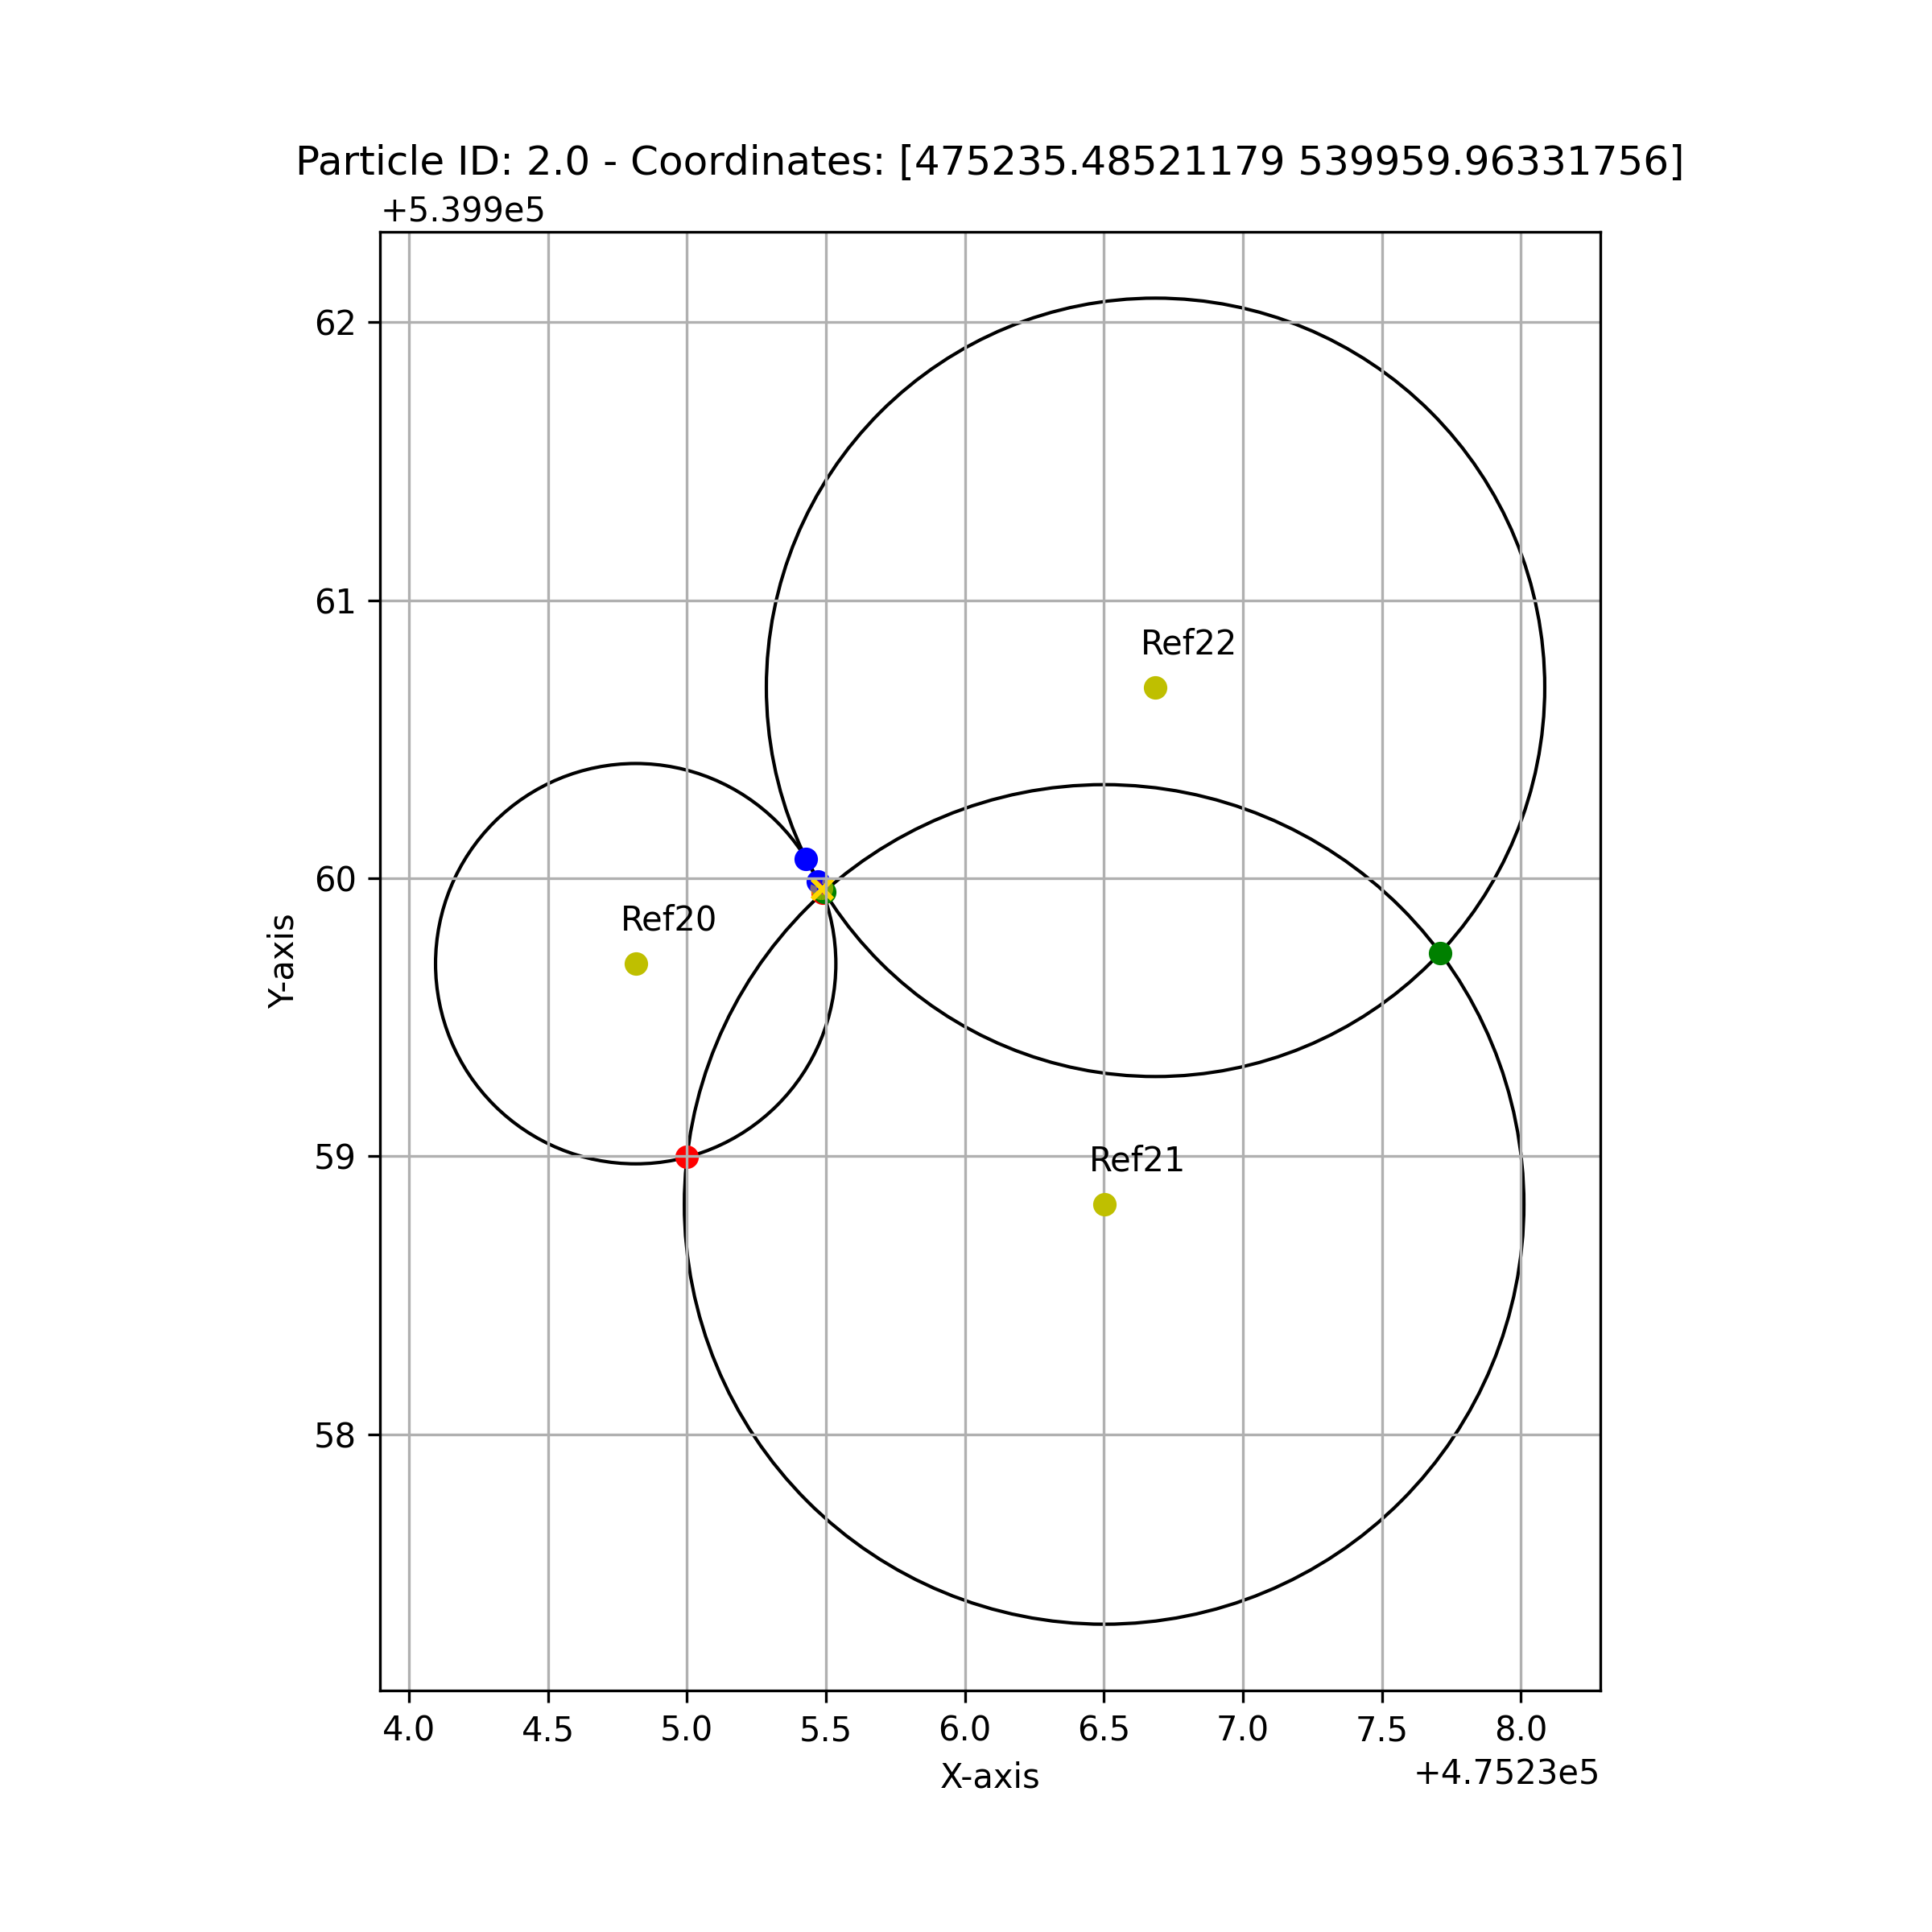 Particle ID: 2.0 - Coordinates: [475235.48521179 539959.96331756]
+5.399e5
62
61
60
59
58
Y-axis
Ref22
Ref20
Ref21
4.0 4.5 5.0 5.5 6.0 6.5 7.0 7.5 8.0
X-axis
+4.7523e5